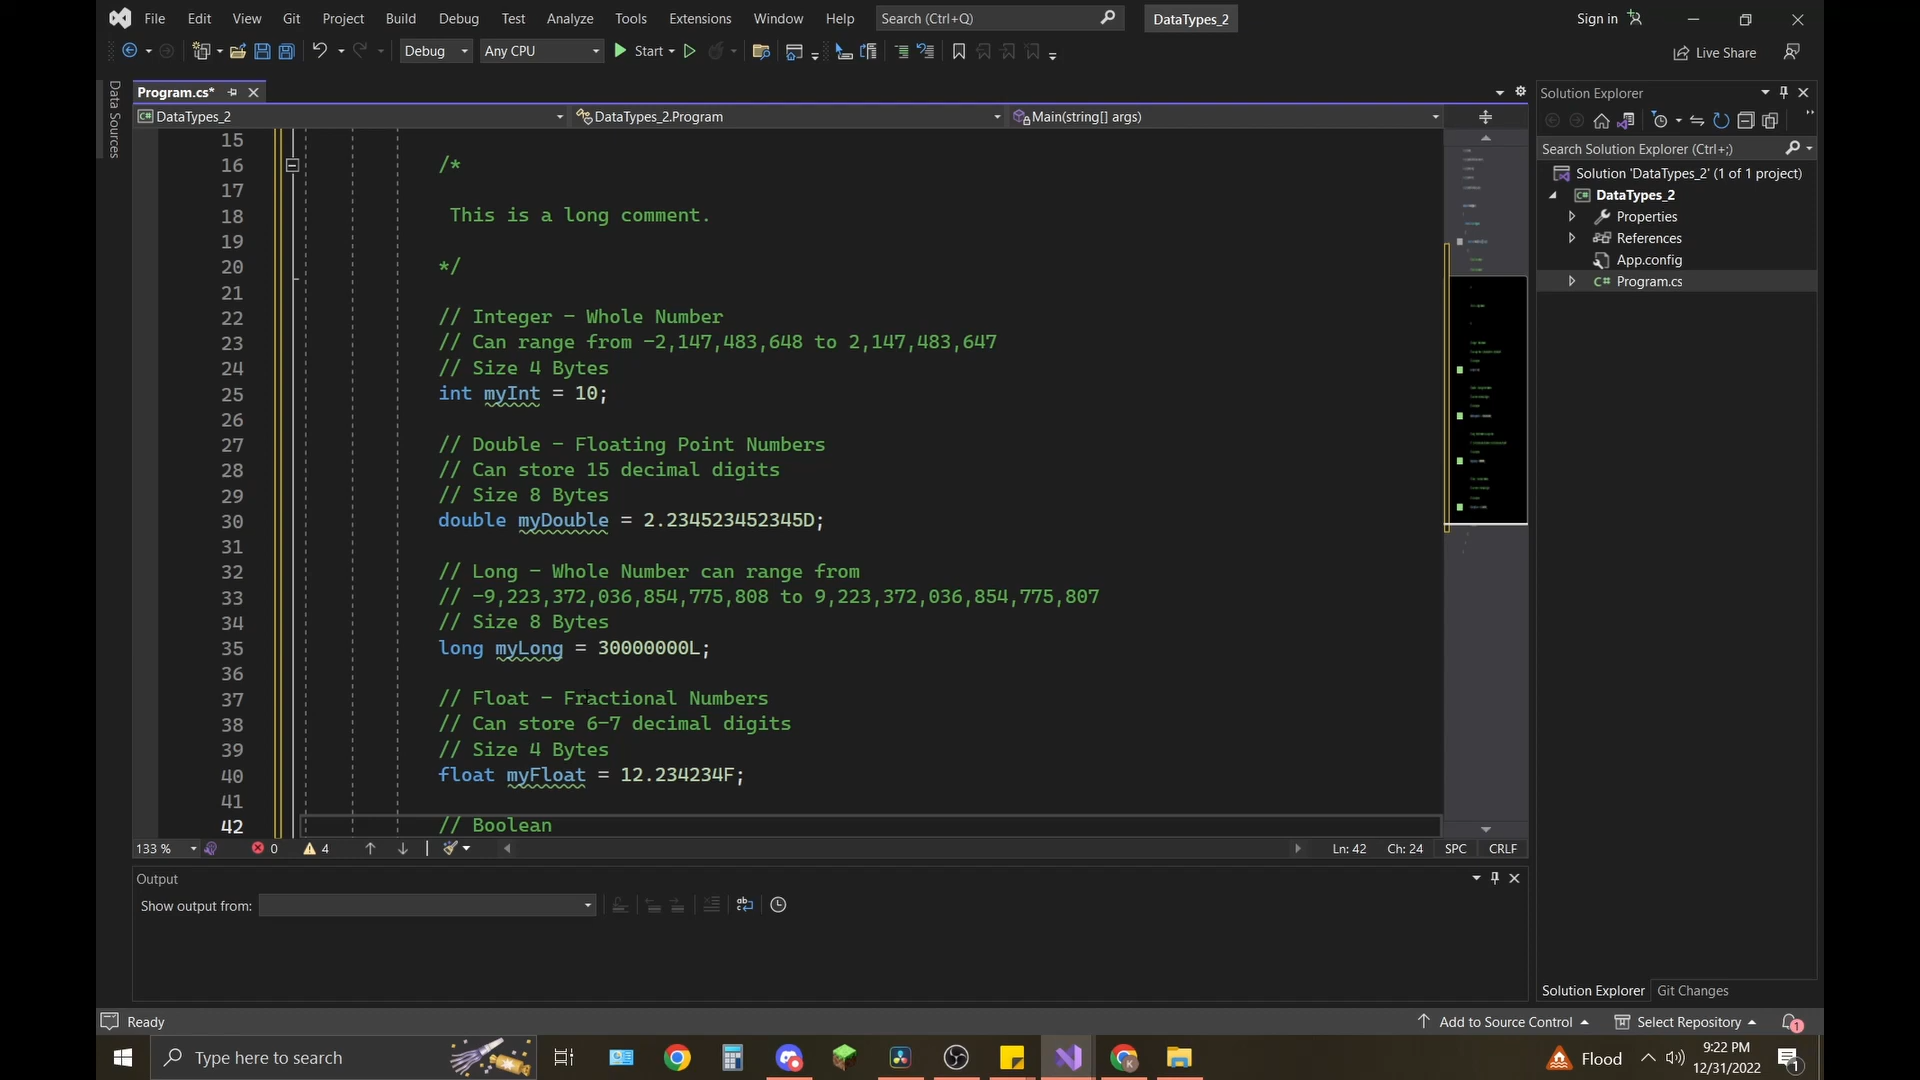 File Edit View Git Project Build Debug Test Analyze Tools Extensions Window Help Search (Ctrl+Q) DataTypes_2 Sign in
Debug Any CPU Start Live Share
Data Sources
Program.cs*
DataTypes_2 DataTypes_2.Program Main(string[] args)
15
16 /*
17
18 This is a long comment.
19
20 */
21
22 // Integer - Whole Number
23 // Can range from -2,147,483,648 to 2,147,483,647
24 // Size 4 Bytes
25 int myInt = 10;
26
27 // Double - Floating Point Numbers
28 // Can store 15 decimal digits
29 // Size 8 Bytes
30 double myDouble = 2.234523452345D;
31
32 // Long - Whole Number can range from
33 // -9,223,372,036,854,775,808 to 9,223,372,036,854,775,807
34 // Size 8 Bytes
35 long myLong = 30000000L;
36
37 // Float - Fractional Numbers
38 // Can store 6-7 decimal digits
39 // Size 4 Bytes
40 float myFloat = 12.234234F;
41
42 // Boolean
133 % 0 4 Ln: 42 Ch: 24 SPC CRLF
Output
Show output from:
Solution Explorer
Search Solution Explorer (Ctrl+;)
Solution 'DataTypes_2' (1 of 1 project)
C# DataTypes_2
Properties
References
App.config
C# Program.cs
Solution Explorer Git Changes
Ready Add to Source Control Select Repository 1
Type here to search Flood 9:22 PM
12/31/2022 1